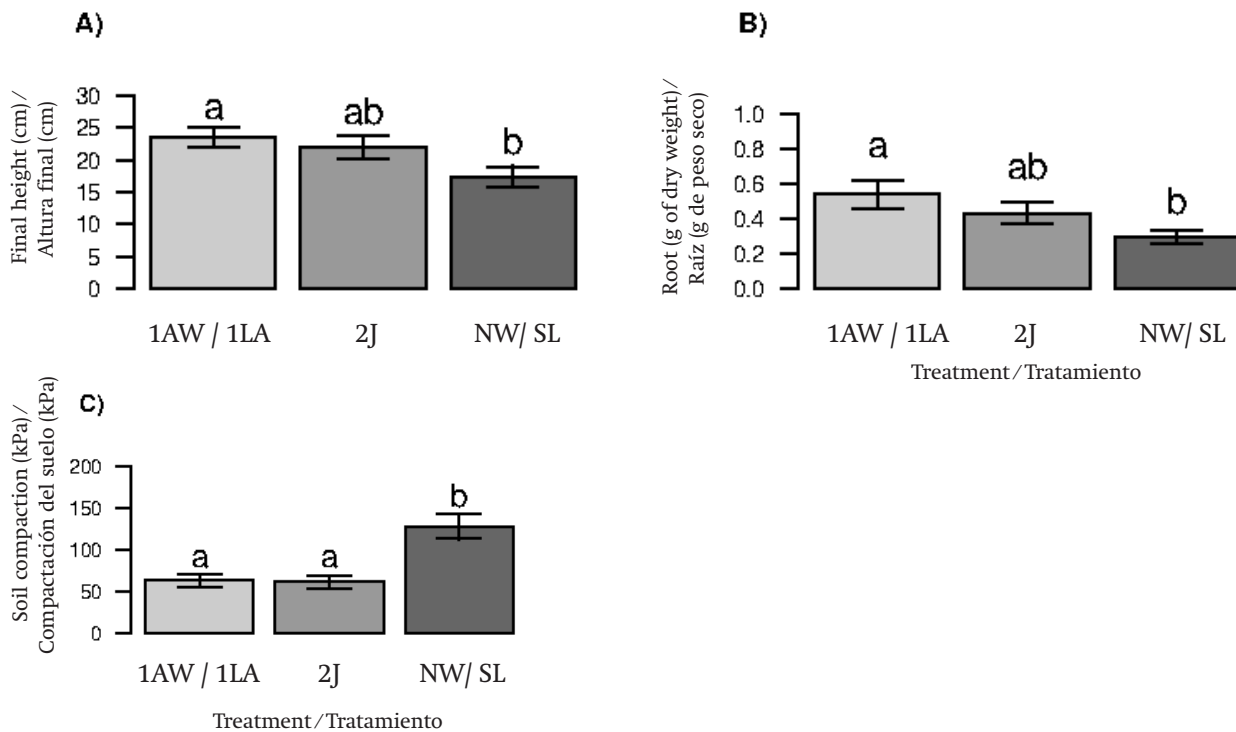 A)
Final height (cm)/
Altura final (cm)
30
25
20
15
10
5
0
a
ab
b
1AW / 1LA
2J
NW/ SL
B)
Root (g of dry weight)/
Raíz (g de peso seco)
1.0
0.8
0.6
0.4
0.2
0.0
a
ab
b
1AW / 1LA
2J
NW/ SL
Treatment/Tratamiento
C)
Soil compaction (kPa)/
Compactación del suelo (kPa)
200
150
100
50
0
a
a
b
1AW / 1LA
2J
NW/ SL
Treatment/Tratamiento